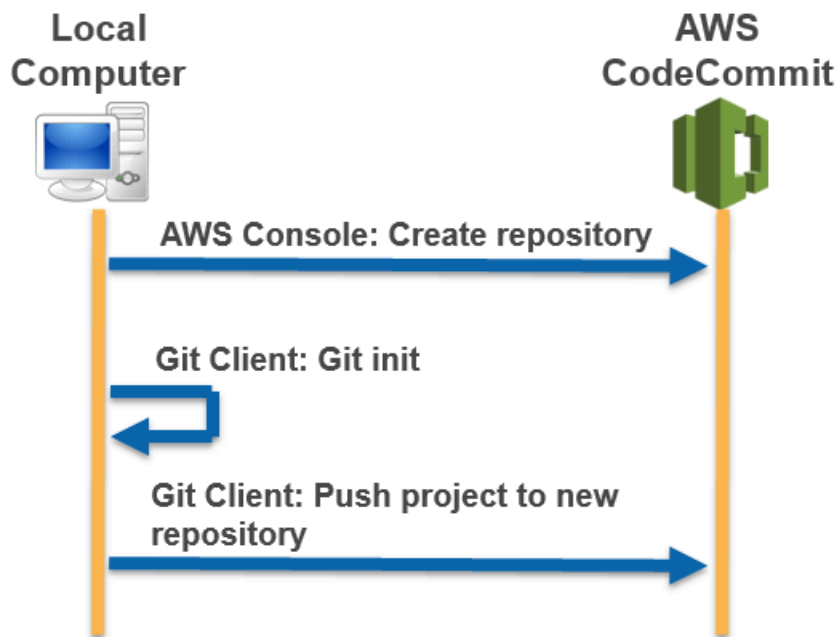 Local
Computer
AWS
CodeCommit
AWS Console: Create repository
Git Client: Git init
Git Client: Push project to new
repository